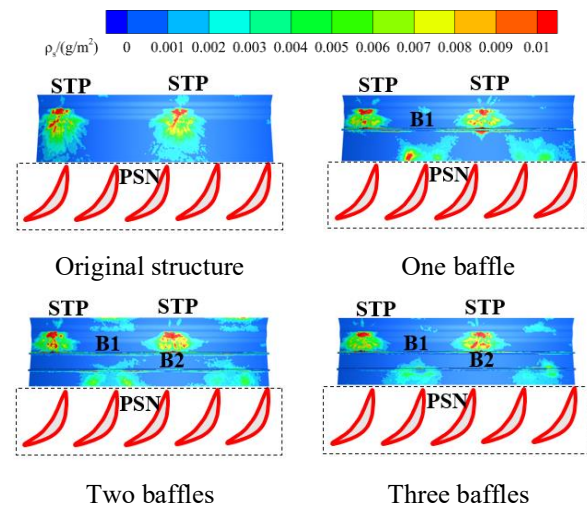 ρs/(g/m²) 0 0.001 0.002 0.003 0.004 0.005 0.006 0.007 0.008 0.009 0.01
STP STP
PSN
Original structure
STP STP
B1
PSN
One baffle
STP STP
B1
B2
PSN
Two baffles
STP STP
B1
B2
PSN
Three baffles